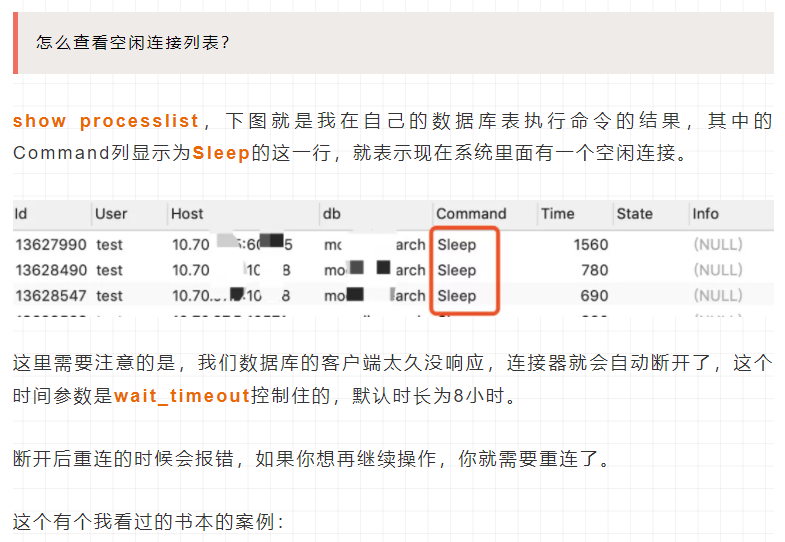 怎么查看空闲连接列表？
show processlist，下图就是我在自己的数据库表执行命令的结果，其中的
Command列显示为Sleep的这一行，就表示现在系统里面有一个空闲连接。
Id User Host db Command Time State Info
13627990 test 10.70 5 arch Sleep 1560 (NULL)
13628490 test 10.70 8 arch Sleep 780 (NULL)
13628547 test 10.70 8 arch Sleep 690 (NULL)
这里需要注意的是，我们数据库的客户端太久没响应，连接器就会自动断开了，这个
时间参数是wait_timeout控制住的，默认时长为8小时。
断开后重连的时候会报错，如果你想再继续操作，你就需要重连了。
这个有个我看过的书本的案例：